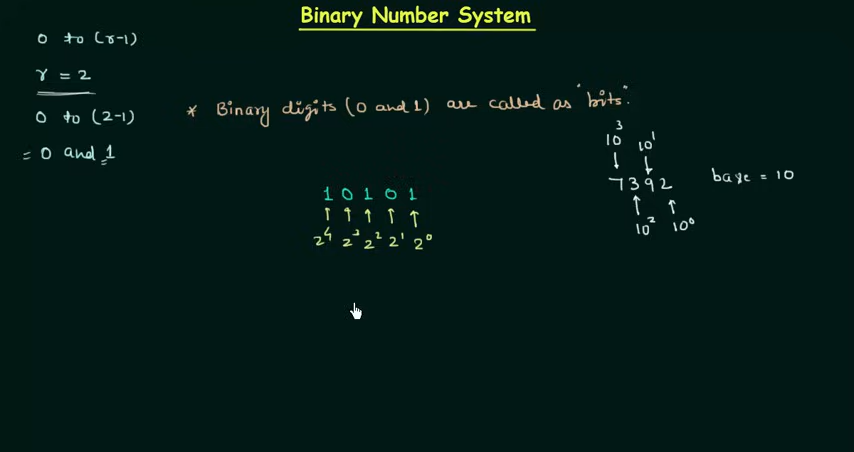 Binary Number System
0 to (r-1)
r = 2
0 to (2-1)
= 0 and 1
* Binary digits (0 and 1) are called as "bits".
1 0 1 0 1
2⁴ 2³ 2² 2¹ 2⁰
10³ 10¹
7392
10² 10⁰
base = 10